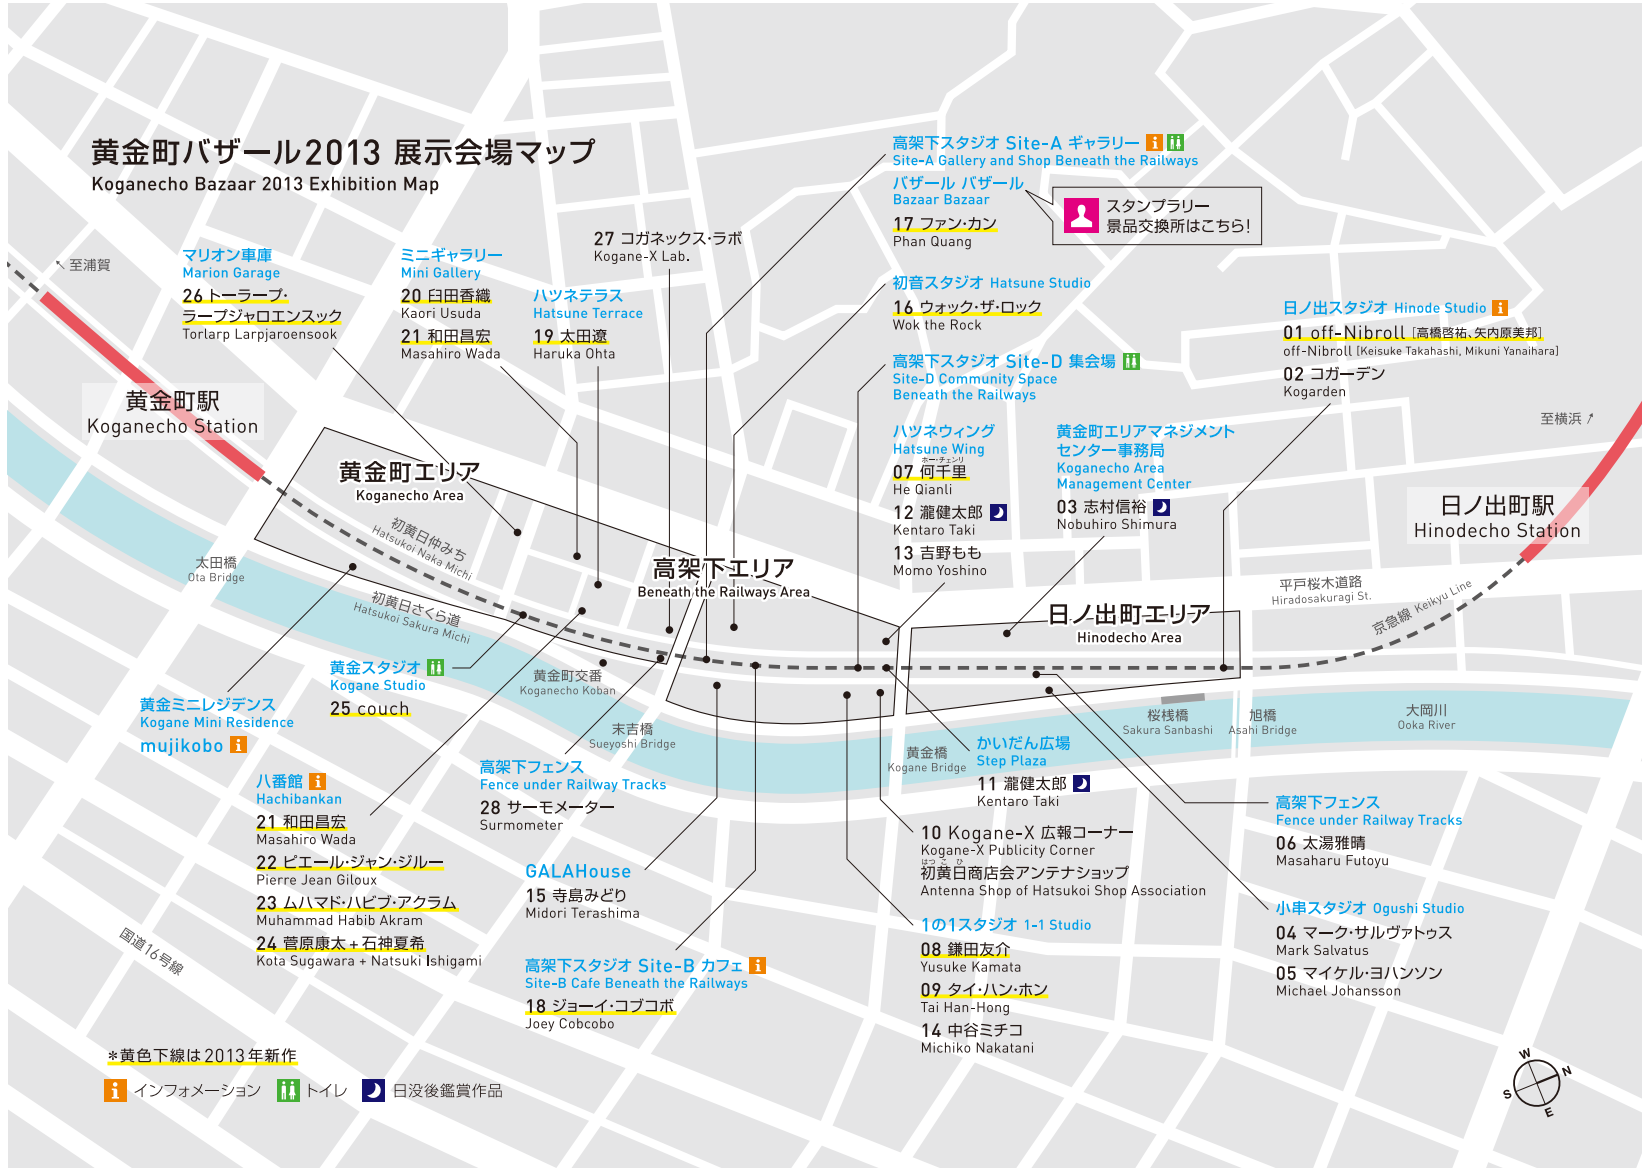 黄金町バザール2013 展示会場マップ
Koganecho Bazaar 2013 Exhibition Map
↖ 至浦賀
マリオン車庫
Marion Garage
26 トーラープ・
ラープジャロエンスック
Torlarp Larpjaroensook
ミニギャラリー
Mini Gallery
20 臼田香織
Kaori Usuda
21 和田昌宏
Masahiro Wada
ハツネテラス
Hatsune Terrace
19 太田遼
Haruka Ohta
27 コガネックス・ラボ
Kogane-X Lab.
高架下スタジオ Site-A ギャラリー
Site-A Gallery and Shop Beneath the Railways
バザール バザール
Bazaar Bazaar
17 ファン・カン
Phan Quang
スタンプラリー
景品交換所はこちら!
初音スタジオ Hatsune Studio
16 ウォック・ザ・ロック
Wok the Rock
高架下スタジオ Site-D 集会場
Site-D Community Space
Beneath the Railways
ハツネウィング
Hatsune Wing
ホー・チェンリ
07 何千里
He Qianli
12 瀧健太郎
Kentaro Taki
13 吉野もも
Momo Yoshino
黄金町エリアマネジメント
センター事務局
Koganecho Area
Management Center
03 志村信裕
Nobuhiro Shimura
日ノ出スタジオ Hinode Studio
01 off-Nibroll [高橋啓祐、矢内原美邦]
off-Nibroll [Keisuke Takahashi, Mikuni Yanaihara]
02 コガーデン
Kogarden
至横浜 ↗
黄金町駅
Koganecho Station
日ノ出町駅
Hinodecho Station
黄金町エリア
Koganecho Area
高架下エリア
Beneath the Railways Area
日ノ出町エリア
Hinodecho Area
初黄日仲みち
Hatsukoi Naka Michi
初黄日さくら道
Hatsukoi Sakura Michi
太田橋
Ota Bridge
平戸桜木道路
Hiradosakuragi St.
京急線 Keikyu Line
黄金町交番
Koganecho Koban
末吉橋
Sueyoshi Bridge
黄金橋
Kogane Bridge
桜桟橋
Sakura Sanbashi
旭橋
Asahi Bridge
大岡川
Ooka River
国道16号線
黄金スタジオ
Kogane Studio
25 couch
黄金ミニレジデンス
Kogane Mini Residence
mujikobo
八番館
Hachibankan
21 和田昌宏
Masahiro Wada
22 ピエール・ジャン・ジルー
Pierre Jean Giloux
23 ムハマド・ハビブ・アクラム
Muhammad Habib Akram
24 菅原康太+石神夏希
Kota Sugawara + Natsuki Ishigami
高架下フェンス
Fence under Railway Tracks
28 サーモメーター
Surmometer
GALAHouse
15 寺島みどり
Midori Terashima
高架下スタジオ Site-B カフェ
Site-B Cafe Beneath the Railways
18 ジョーイ・コブコボ
Joey Cobcobo
かいだん広場
Step Plaza
11 瀧健太郎
Kentaro Taki
10 Kogane-X 広報コーナー
Kogane-X Publicity Corner
はつ こ ひ
初黄日商店会アンテナショップ
Antenna Shop of Hatsukoi Shop Association
1の1スタジオ 1-1 Studio
08 鎌田友介
Yusuke Kamata
09 タイ・ハン・ホン
Tai Han-Hong
14 中谷ミチコ
Michiko Nakatani
高架下フェンス
Fence under Railway Tracks
06 太湯雅晴
Masaharu Futoyu
小串スタジオ Ogushi Studio
04 マーク・サルヴァトゥス
Mark Salvatus
05 マイケル・ヨハンソン
Michael Johansson
*黄色下線は2013年新作
インフォメーション
トイレ
日没後鑑賞作品
W
N
S
E